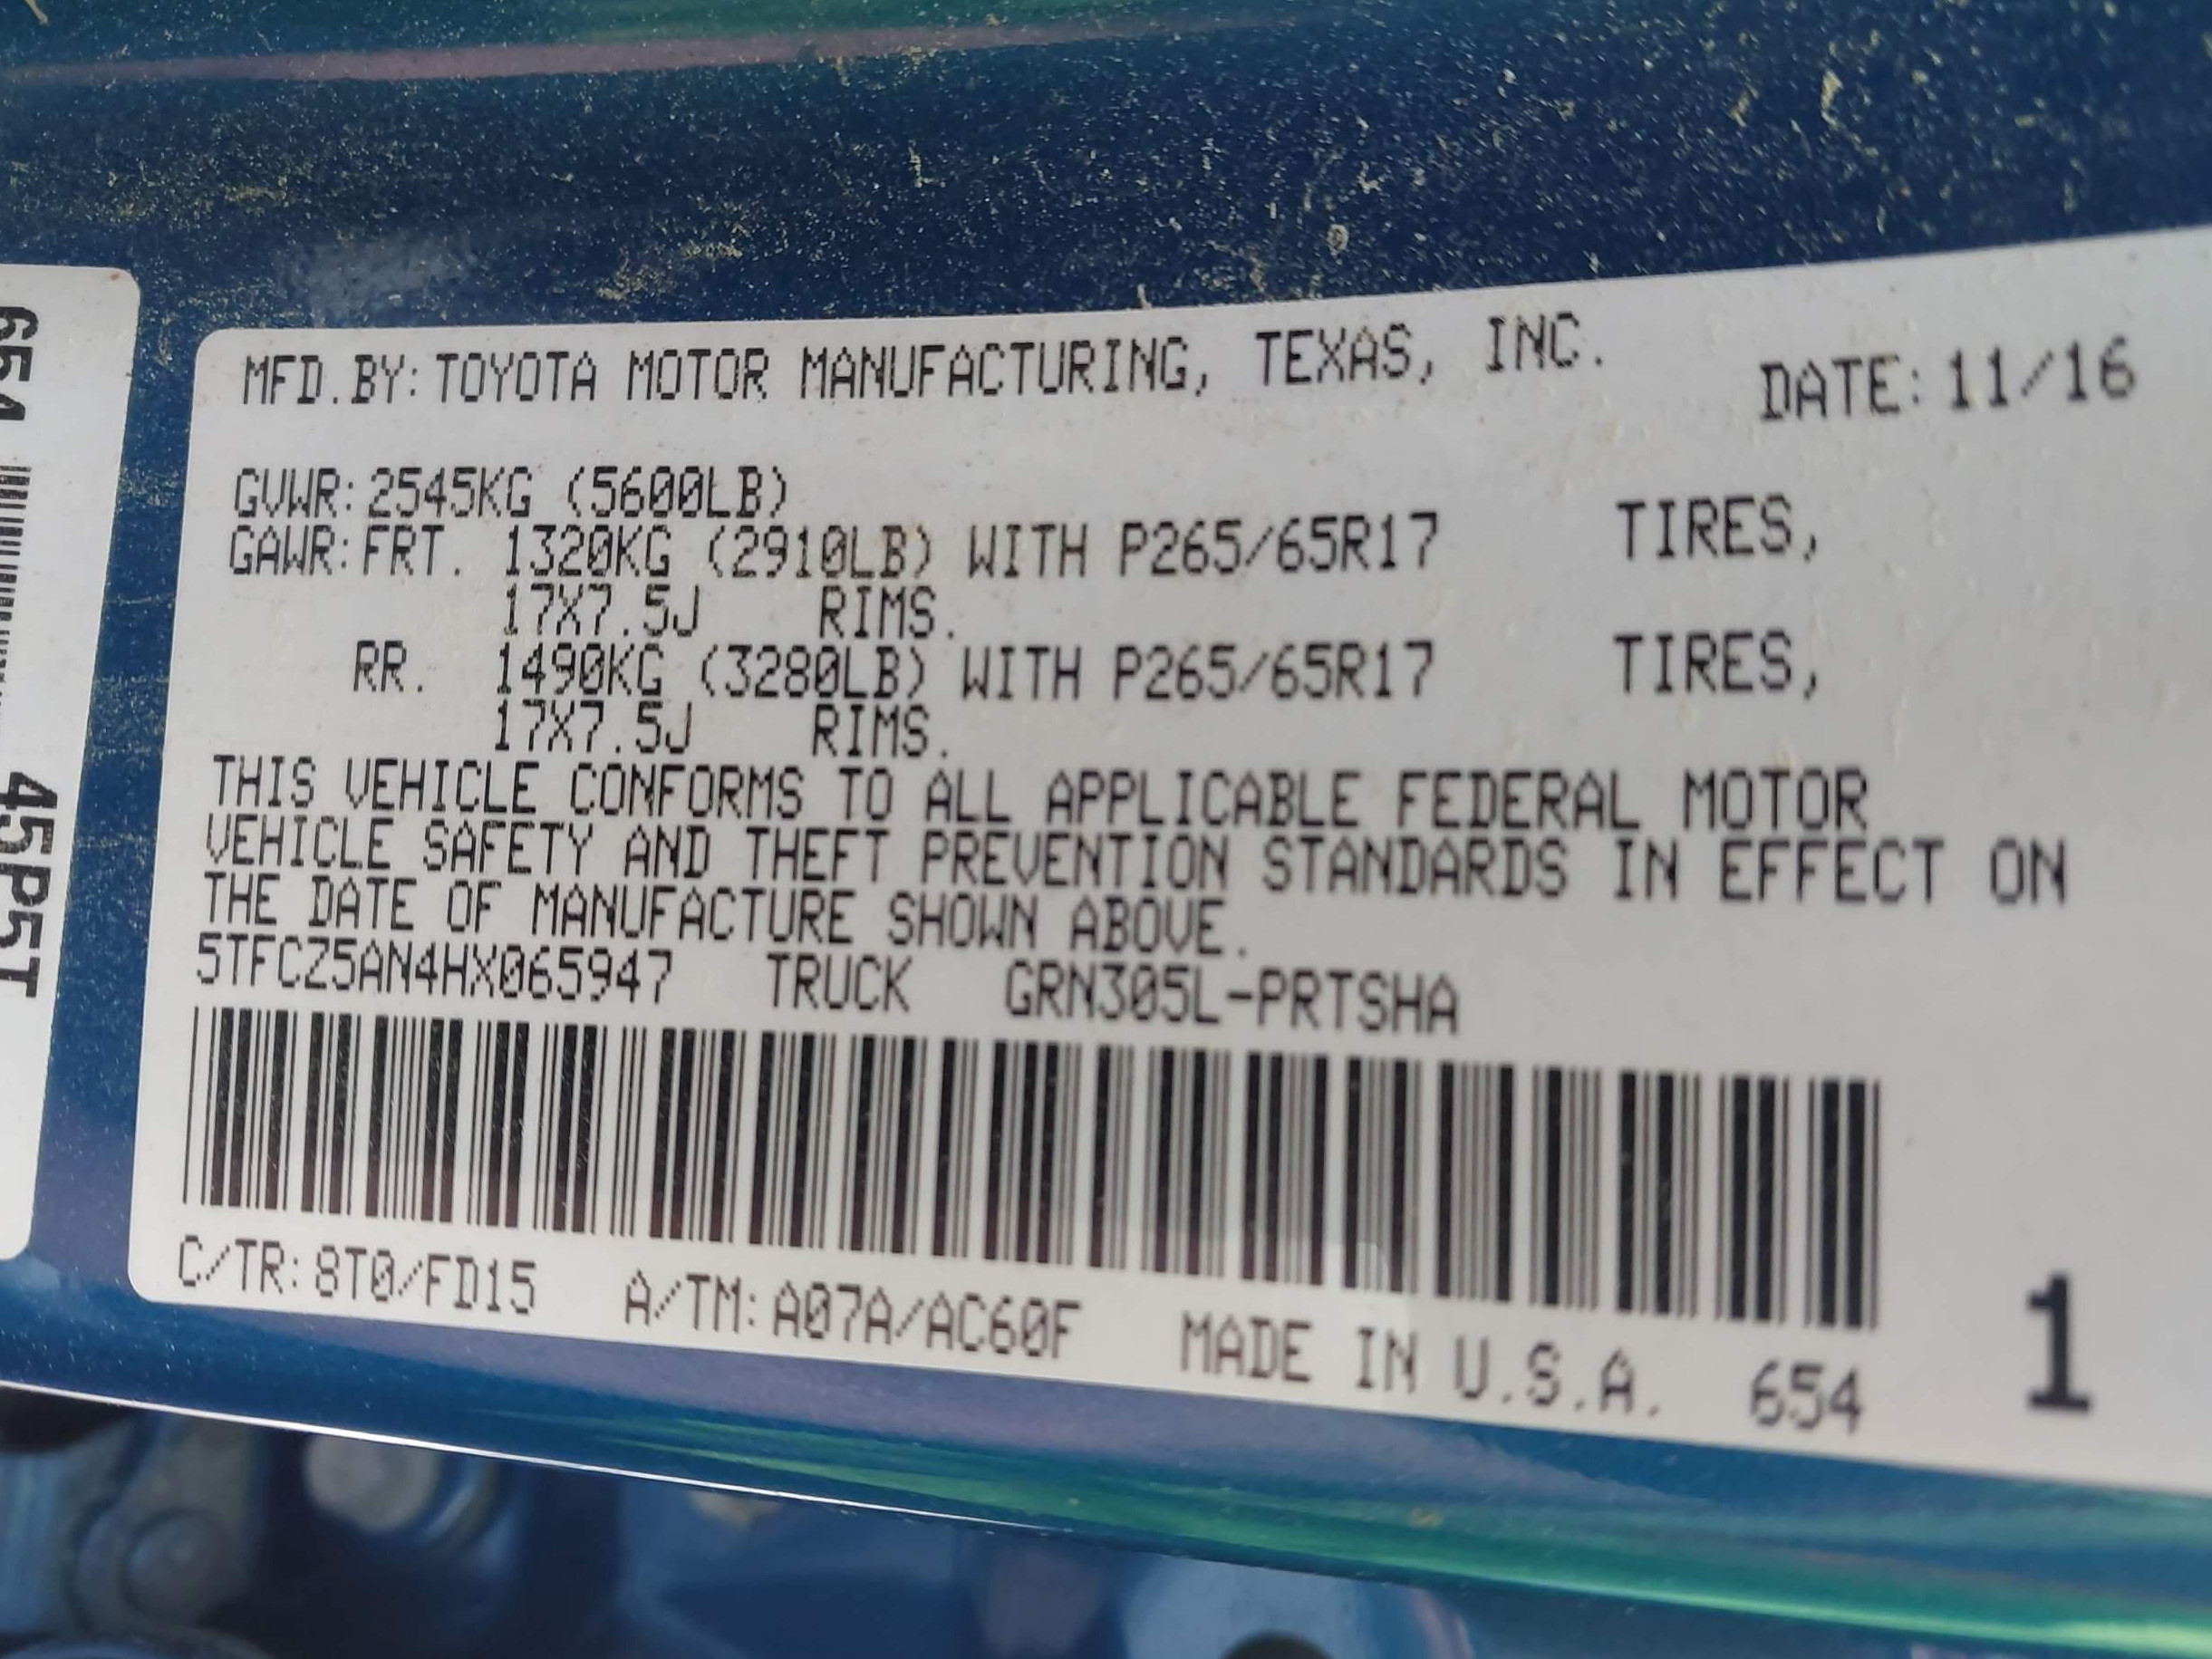 MFD.BY:TOYOTA MOTOR MANUFACTURING, TEXAS, INC. DATE:11/16
GVWR:2545KG (5600LB)
GAWR:FRT. 1320KG (2910LB) WITH P265/65R17 TIRES,
17X7.5J RIMS.
RR. 1490KG (3280LB) WITH P265/65R17 TIRES,
17X7.5J RIMS.
THIS VEHICLE CONFORMS TO ALL APPLICABLE FEDERAL MOTOR
VEHICLE SAFETY AND THEFT PREVENTION STANDARDS IN EFFECT ON
THE DATE OF MANUFACTURE SHOWN ABOVE.
5TFCZ5AN4HX065947 TRUCK GRN305L-PRTSHA
C/TR:8T0/FD15 A/TM:A07A/AC60F MADE IN U.S.A. 654 1
654
45P5T